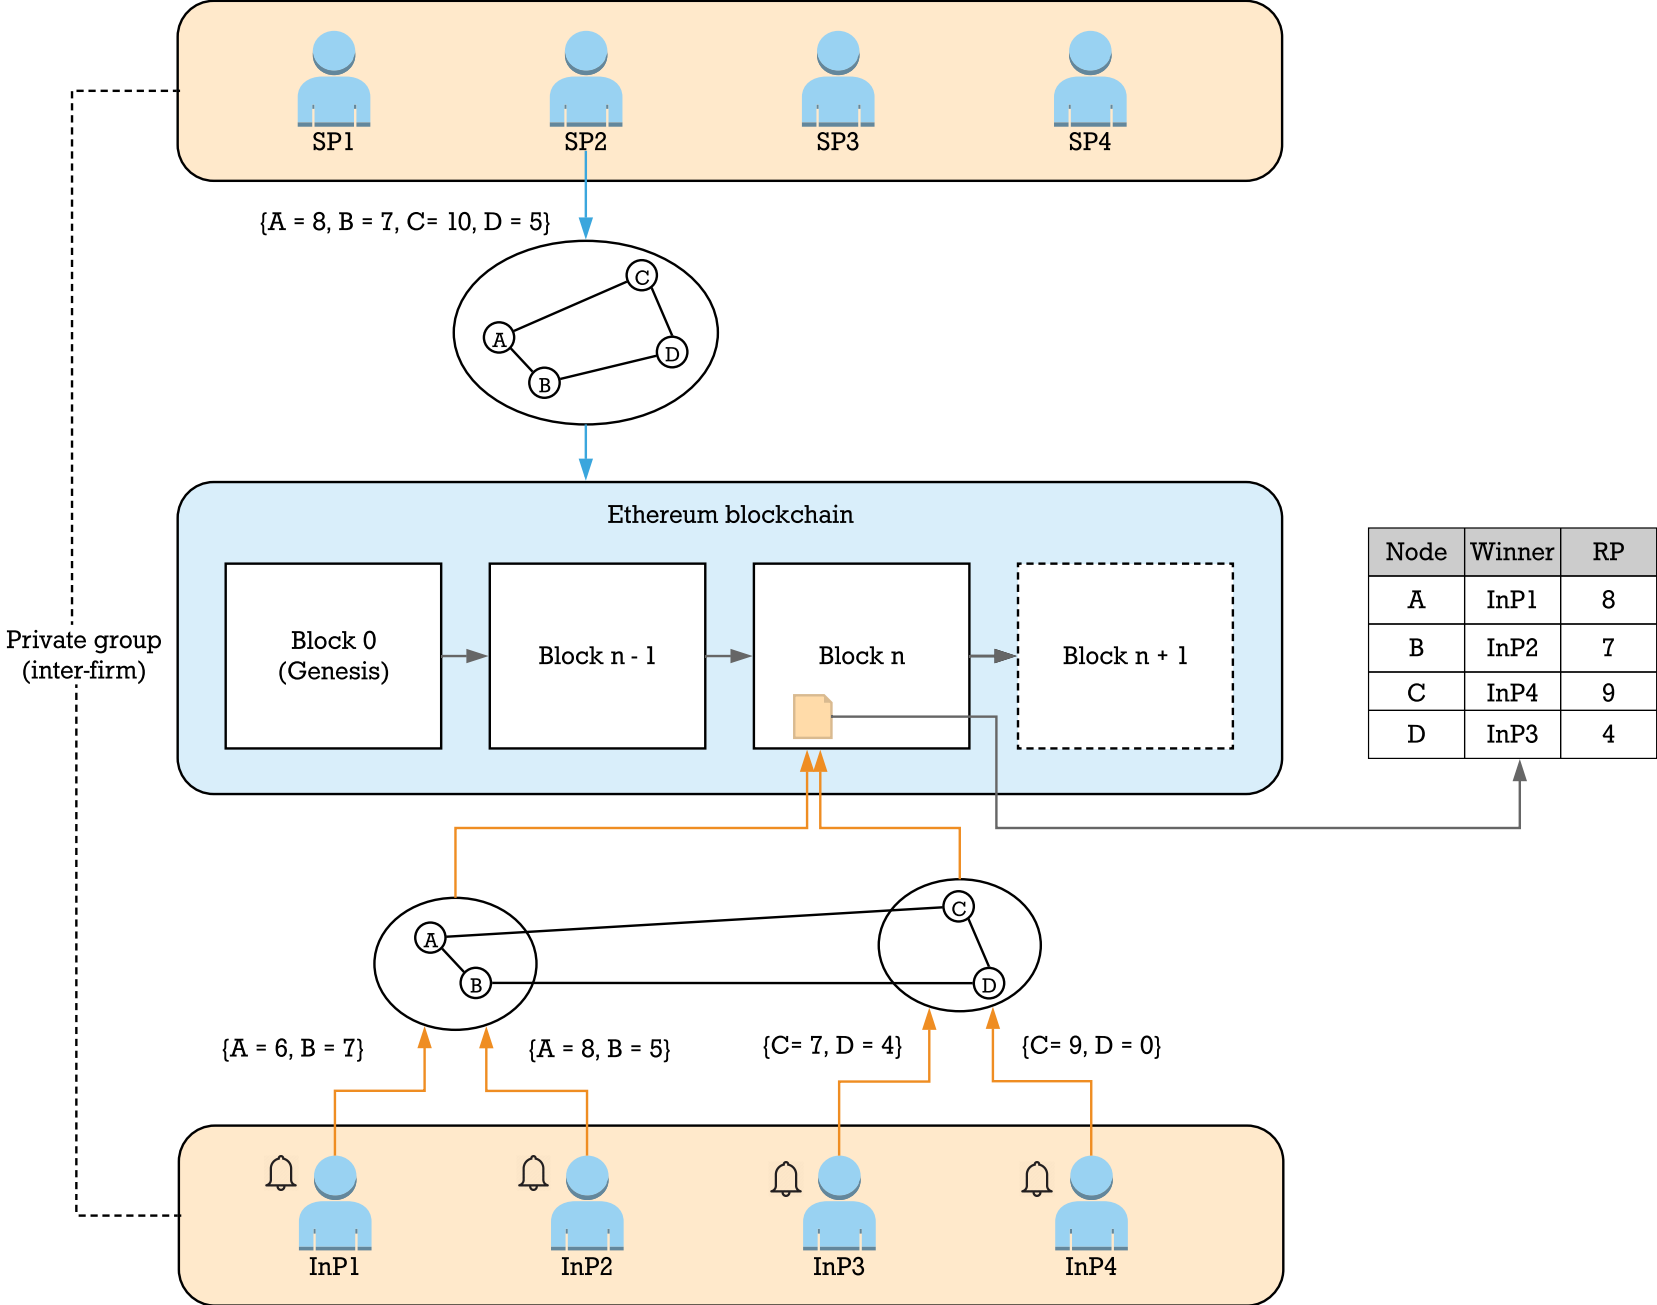 SP1
SP2
SP3
SP4
{A = 8, B = 7, C= 10, D = 5}
C
A
D
B
Ethereum blockchain
Block 0
(Genesis)
Block n - 1
Block n
Block n + 1
Private group
(inter-firm)
Node Winner RP
A InP1 8
B InP2 7
C InP4 9
D InP3 4
A
B
C
D
{A = 6, B = 7}
{A = 8, B = 5}
{C= 7, D = 4}
{C= 9, D = 0}
InP1
InP2
InP3
InP4